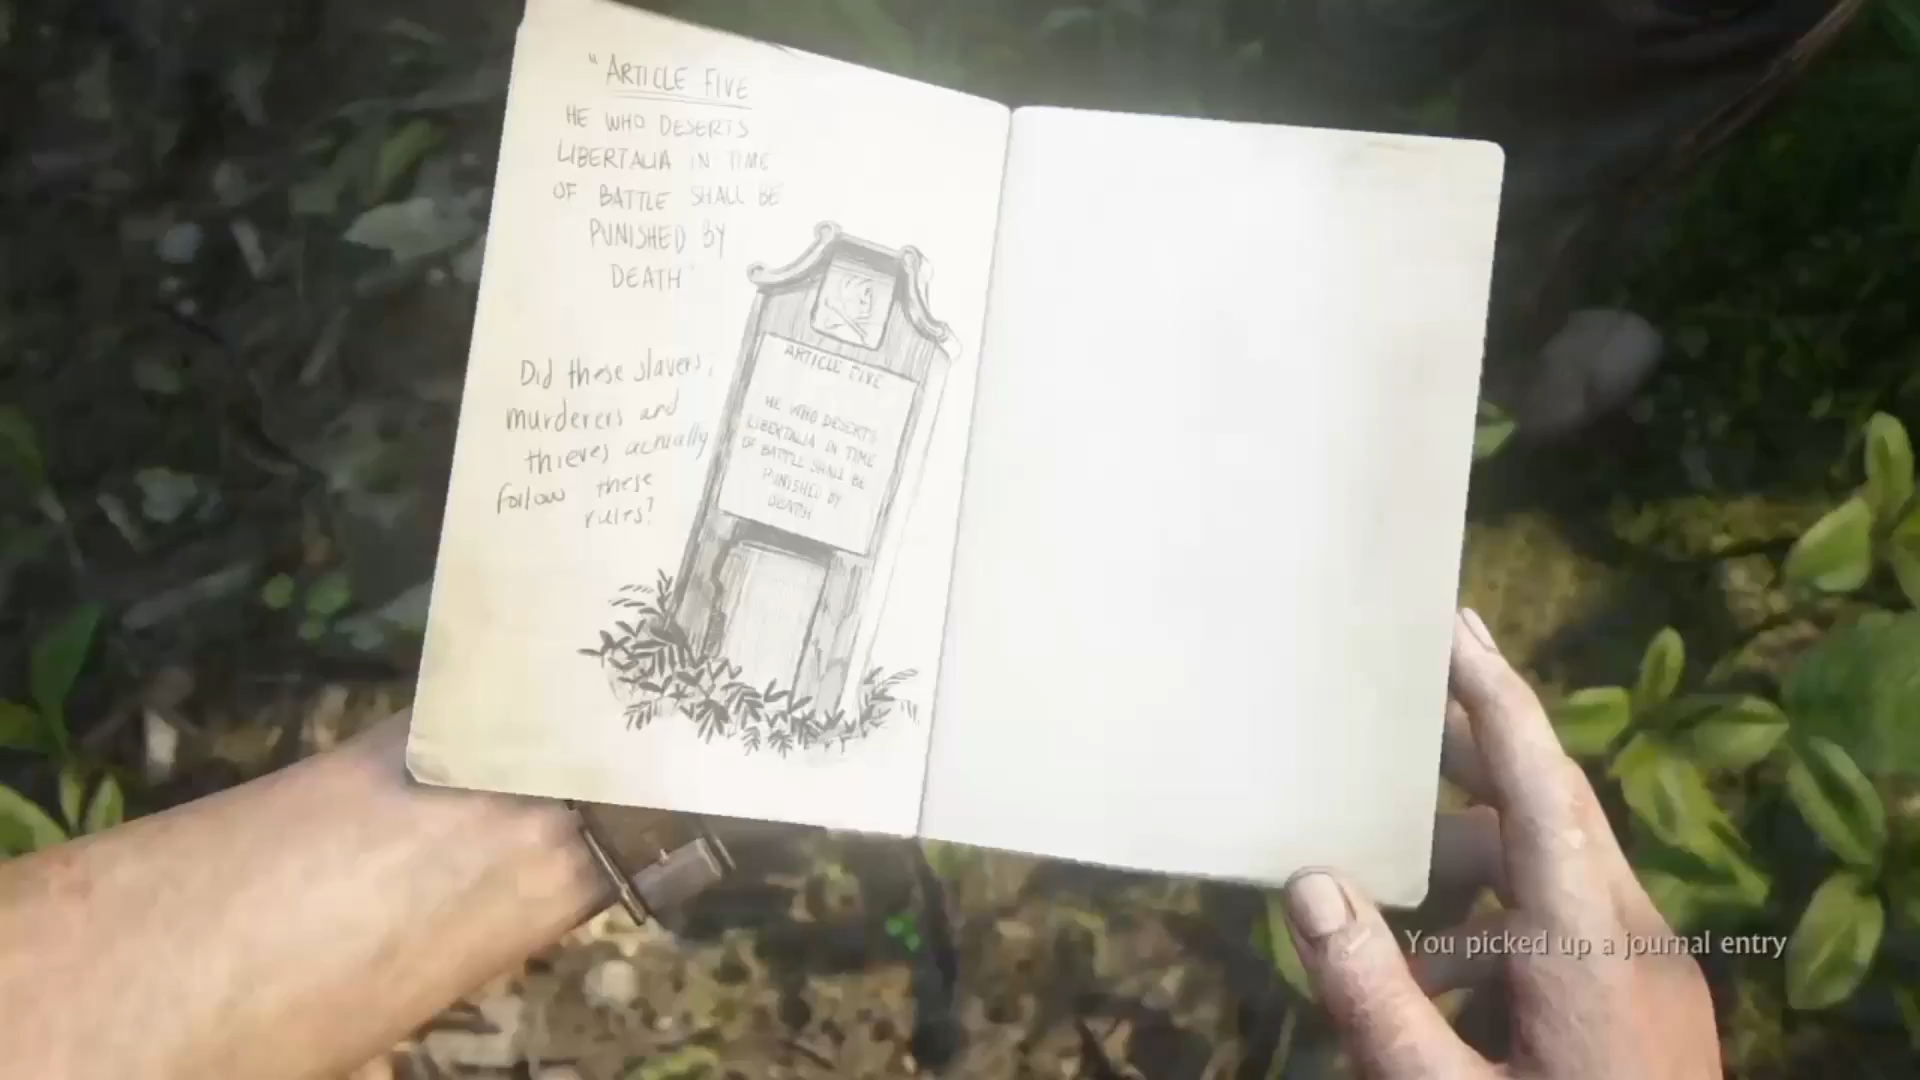 "ARTICLE FIVE
HE WHO DESERTS
LIBERTALIA IN TIME
OF BATTLE SHALL BE
PUNISHED BY
DEATH"
Did these slavers,
murderers and
thieves actually
follow these
rules?
ARTICLE FIVE
HE WHO DESERTS
LIBERTALIA IN TIME
OF BATTLE SHALL BE
PUNISHED BY
DEATH
You picked up a journal entry